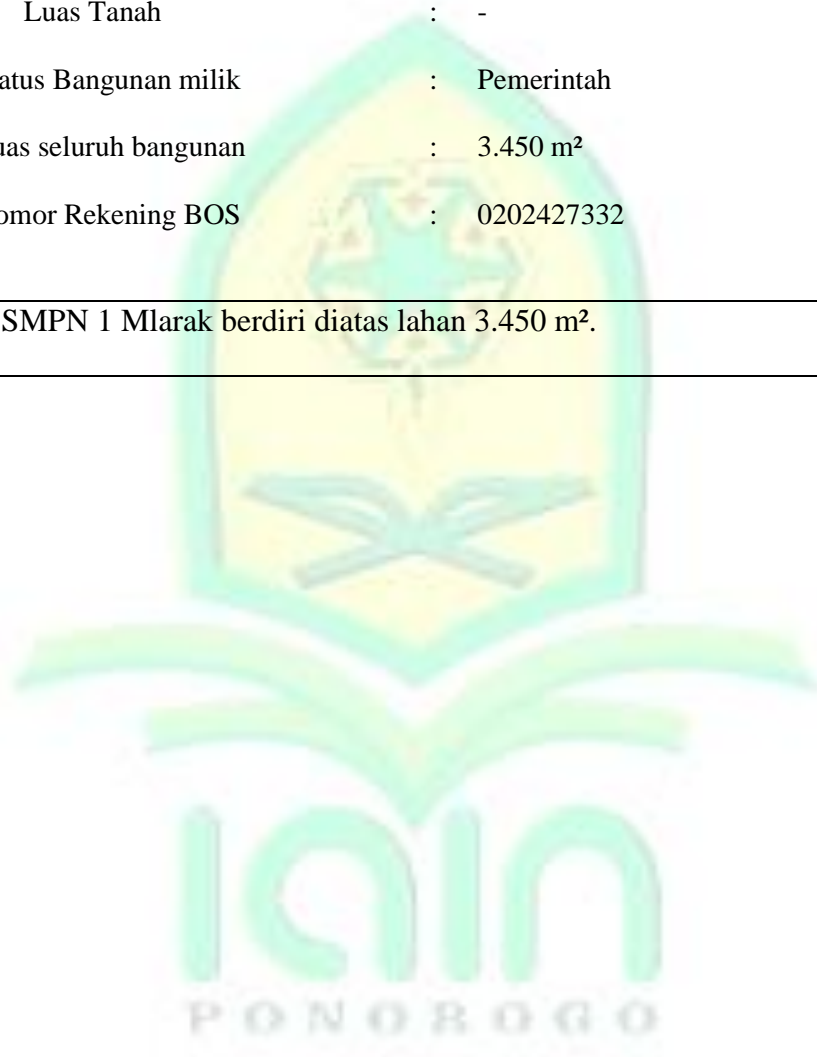 Luas Tanah : -
atus Bangunan milik : Pemerintah
uas seluruh bangunan : 3.450 m²
omor Rekening BOS : 0202427332
SMPN 1 Mlarak berdiri diatas lahan 3.450 m².
iain
PONOROGO